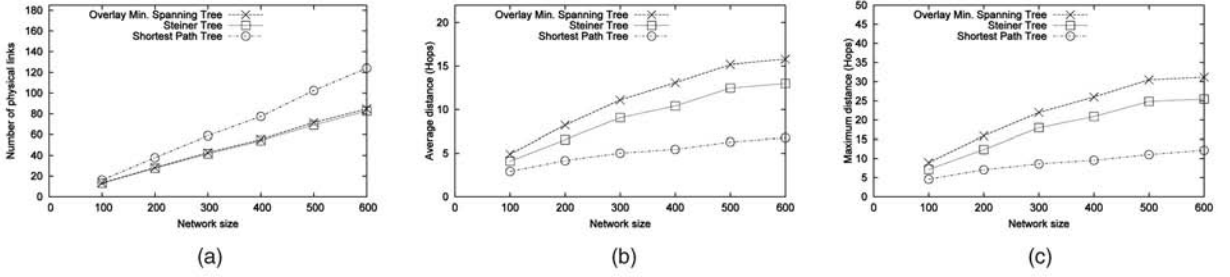 Number of physical links
180
160
140
120
100
80
60
40
20
0
Overlay Min. Spanning Tree
Steiner Tree
Shortest Path Tree
0 100 200 300 400 500 600
Network size
(a)
Average distance (Hops)
20
15
10
5
0
Overlay Min. Spanning Tree
Steiner Tree
Shortest Path Tree
0 100 200 300 400 500 600
Network size
(b)
Maximum distance (Hops)
50
45
40
35
30
25
20
15
10
5
0
Overlay Min. Spanning Tree
Steiner Tree
Shortest Path Tree
0 100 200 300 400 500 600
Network size
(c)